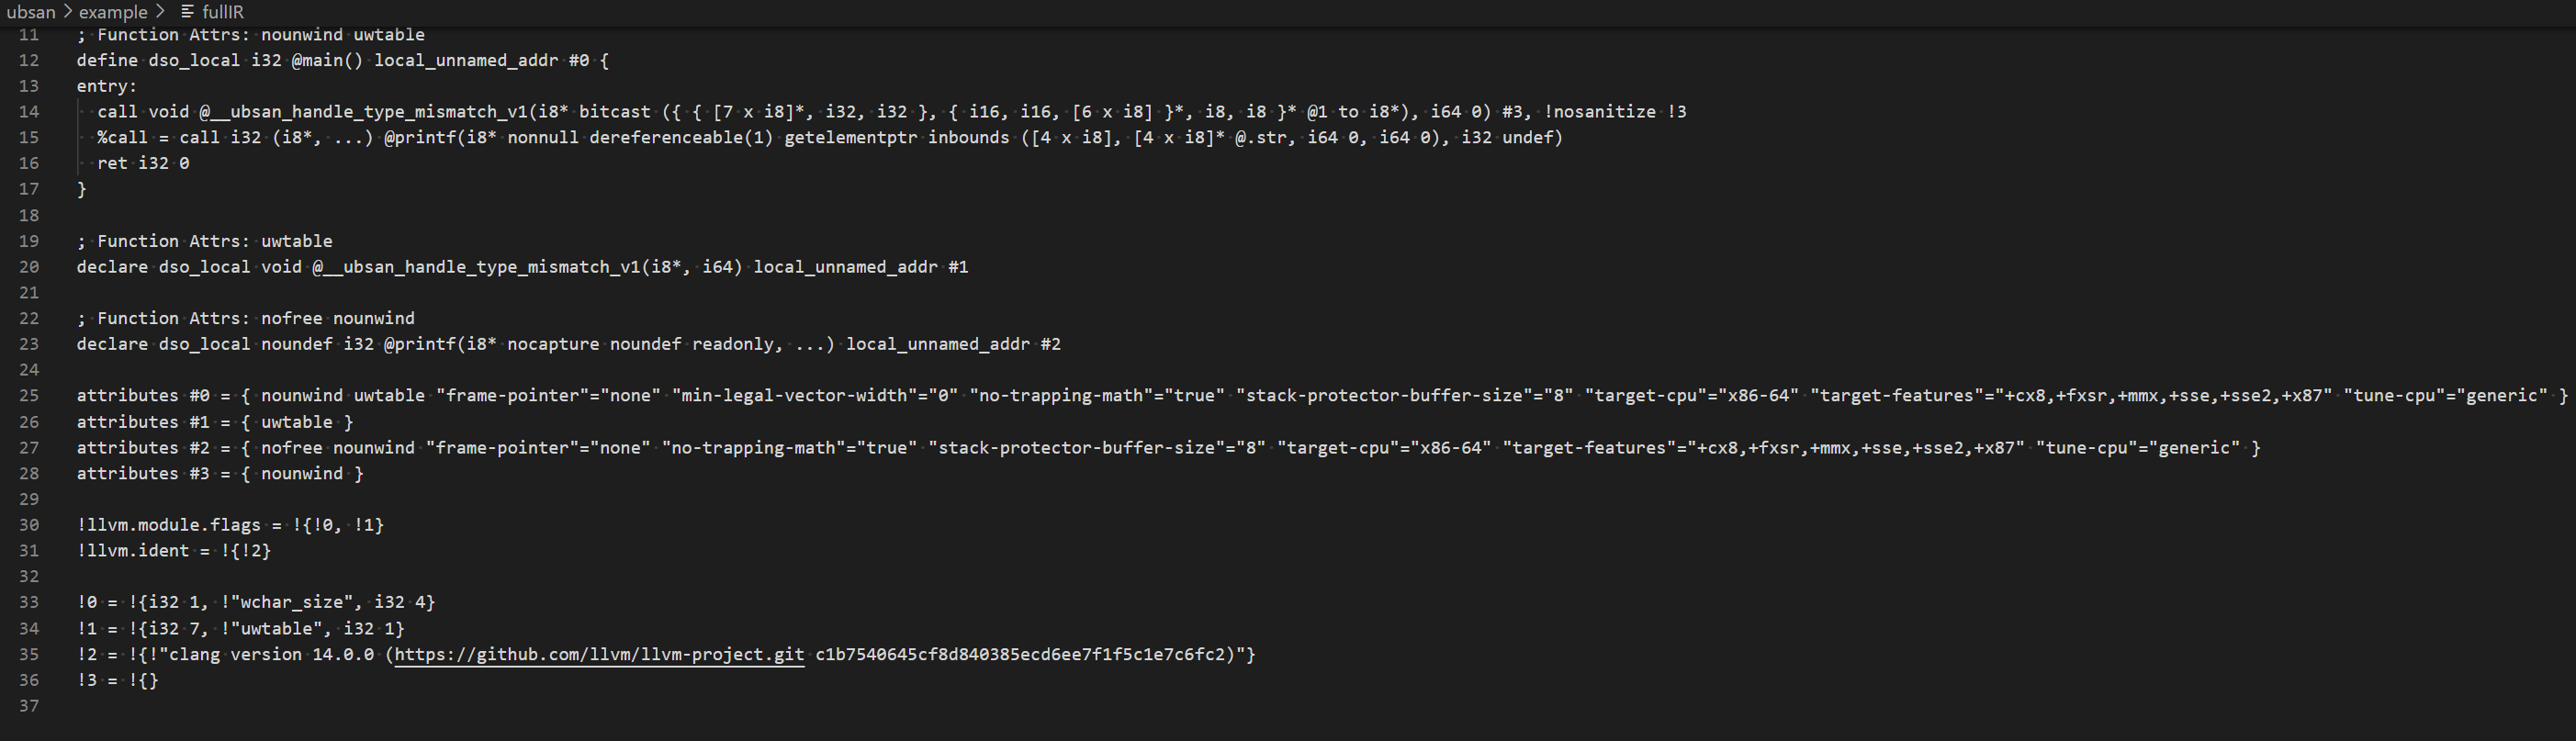 ubsan > example > fullIR
11 ; Function Attrs: nounwind uwtable
12 define dso_local i32 @main() local_unnamed_addr #0 {
13 entry:
14   call void @__ubsan_handle_type_mismatch_v1(i8* bitcast ({ { [7 x i8]*, i32, i32 }, { i16, i16, [6 x i8] }*, i8, i8 }* @1 to i8*), i64 0) #3, !nosanitize !3
15   %call = call i32 (i8*, ...) @printf(i8* nonnull dereferenceable(1) getelementptr inbounds ([4 x i8], [4 x i8]* @.str, i64 0, i64 0), i32 undef)
16   ret i32 0
17 }
18
19 ; Function Attrs: uwtable
20 declare dso_local void @__ubsan_handle_type_mismatch_v1(i8*, i64) local_unnamed_addr #1
21
22 ; Function Attrs: nofree nounwind
23 declare dso_local noundef i32 @printf(i8* nocapture noundef readonly, ...) local_unnamed_addr #2
24
25 attributes #0 = { nounwind uwtable "frame-pointer"="none" "min-legal-vector-width"="0" "no-trapping-math"="true" "stack-protector-buffer-size"="8" "target-cpu"="x86-64" "target-features"="+cx8,+fxsr,+mmx,+sse,+sse2,+x87" "tune-cpu"="generic" }
26 attributes #1 = { uwtable }
27 attributes #2 = { nofree nounwind "frame-pointer"="none" "no-trapping-math"="true" "stack-protector-buffer-size"="8" "target-cpu"="x86-64" "target-features"="+cx8,+fxsr,+mmx,+sse,+sse2,+x87" "tune-cpu"="generic" }
28 attributes #3 = { nounwind }
29
30 !llvm.module.flags = !{!0, !1}
31 !llvm.ident = !{!2}
32
33 !0 = !{i32 1, !"wchar_size", i32 4}
34 !1 = !{i32 7, !"uwtable", i32 1}
35 !2 = !{!"clang version 14.0.0 (https://github.com/llvm/llvm-project.git c1b7540645cf8d840385ecd6ee7f1f5c1e7c6fc2)"}
36 !3 = !{}
37